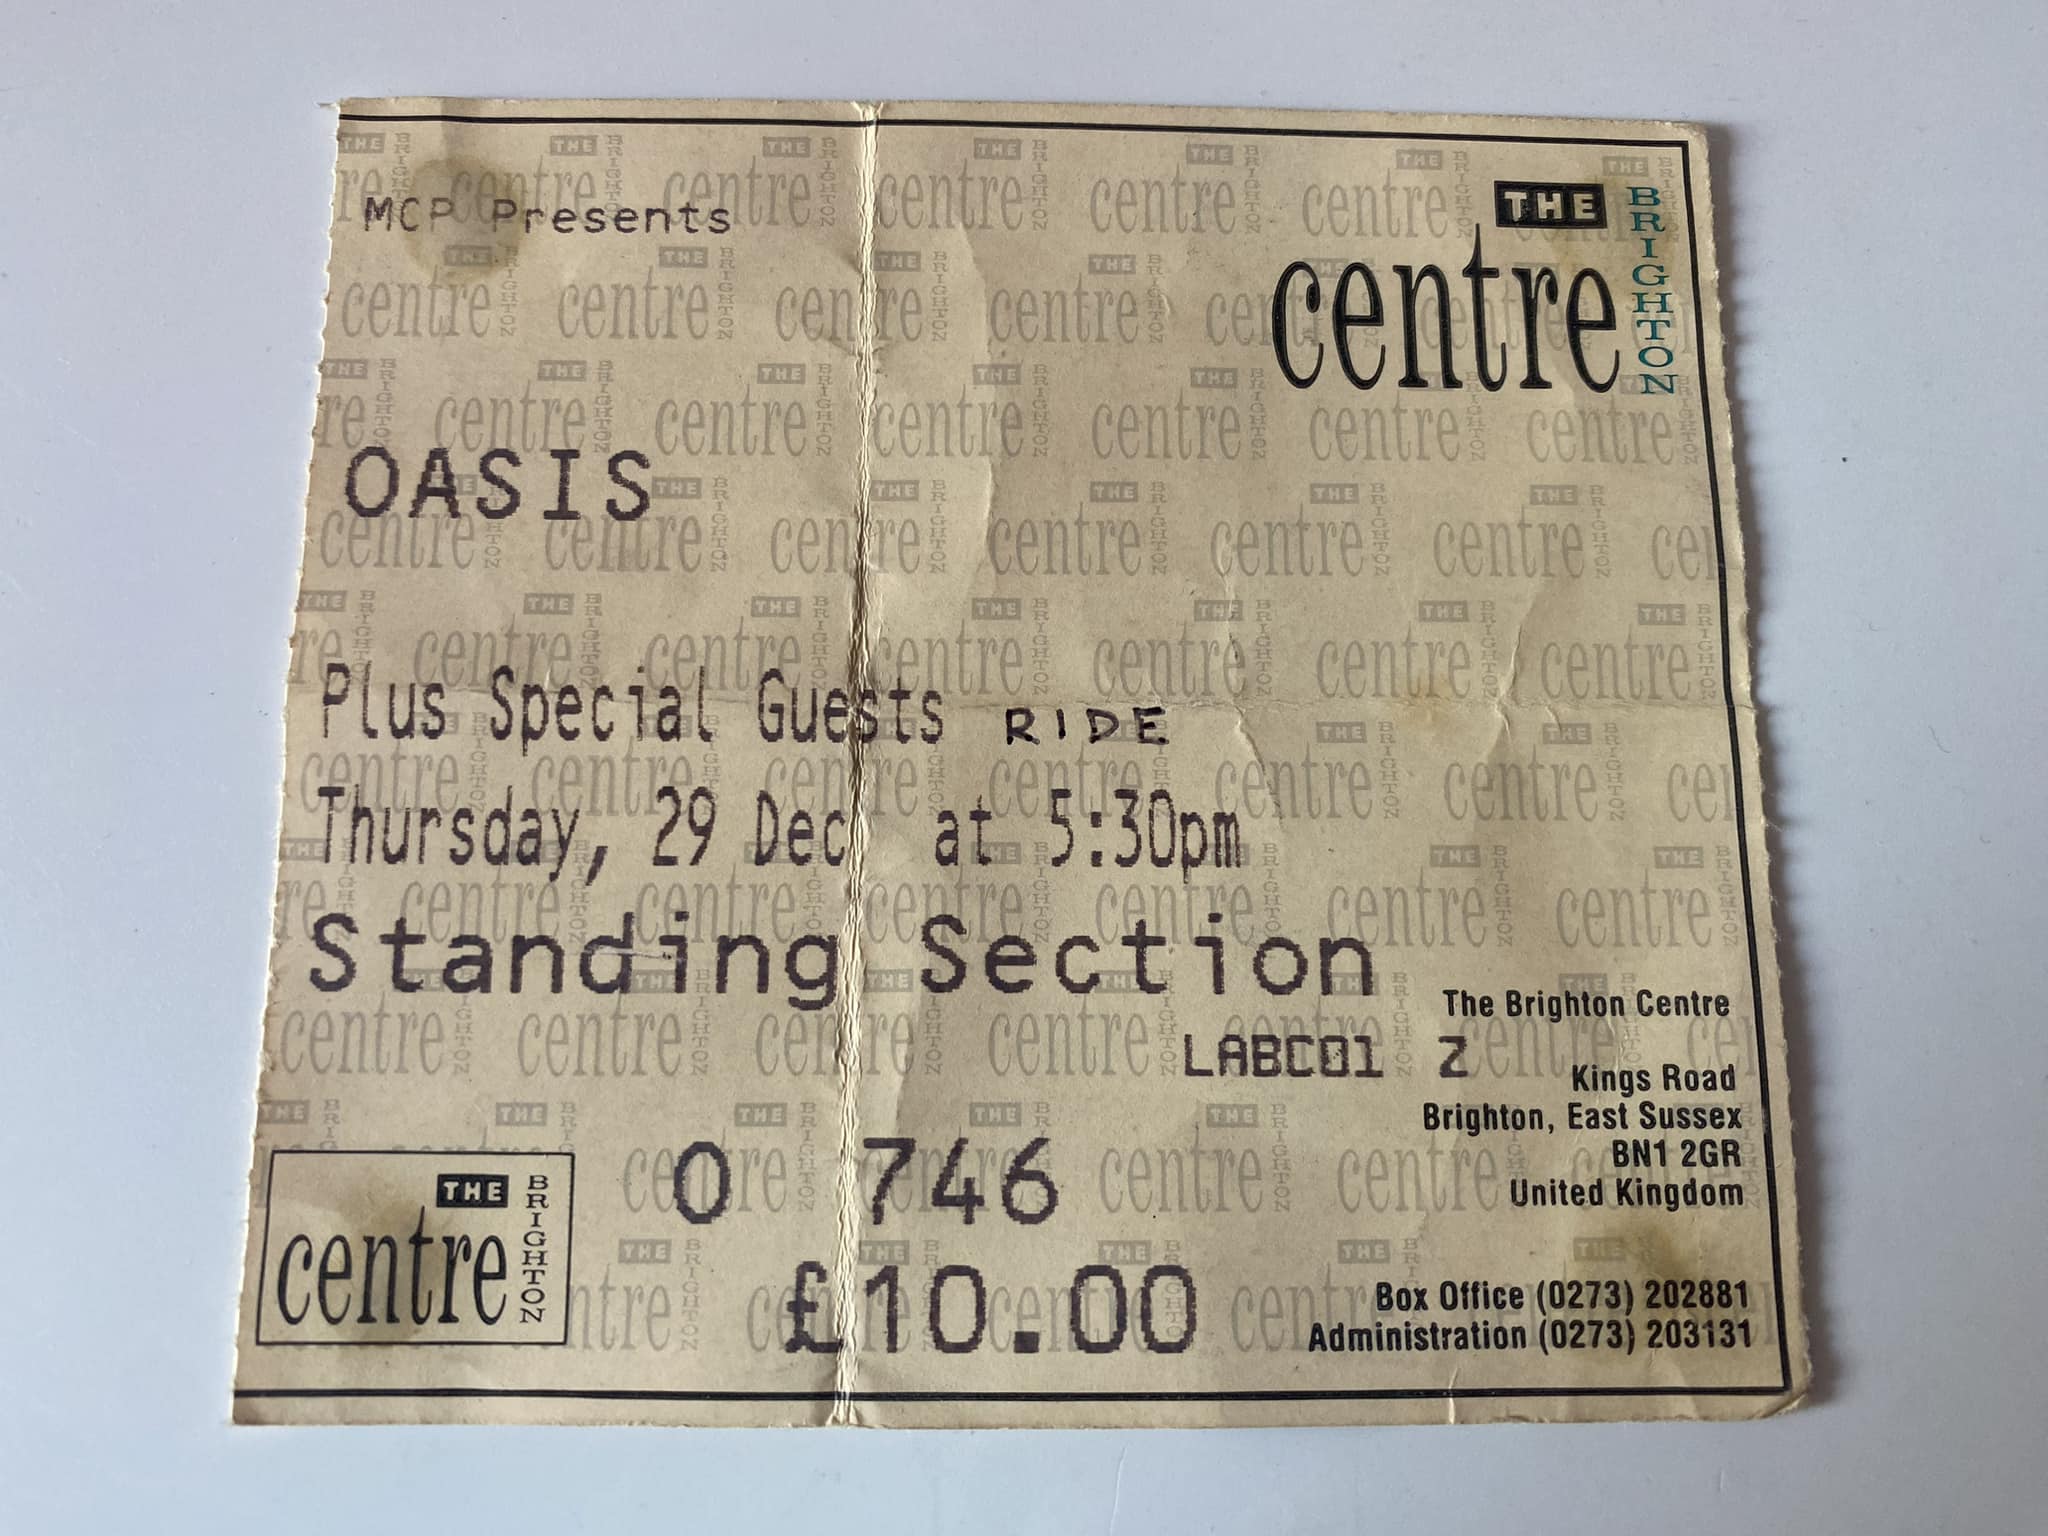 MCP Presents
THE
centre
BRIGHTON
OASIS
Plus Special Guests RIDE
Thursday, 29 Dec at 5:30pm
Standing Section
The Brighton Centre
LABC01 Z
Kings Road
Brighton, East Sussex
BN1 2GR
United Kingdom
0 746
THE
centre
BRIGHTON
£10.00
Box Office (0273) 202881
Administration (0273) 203131